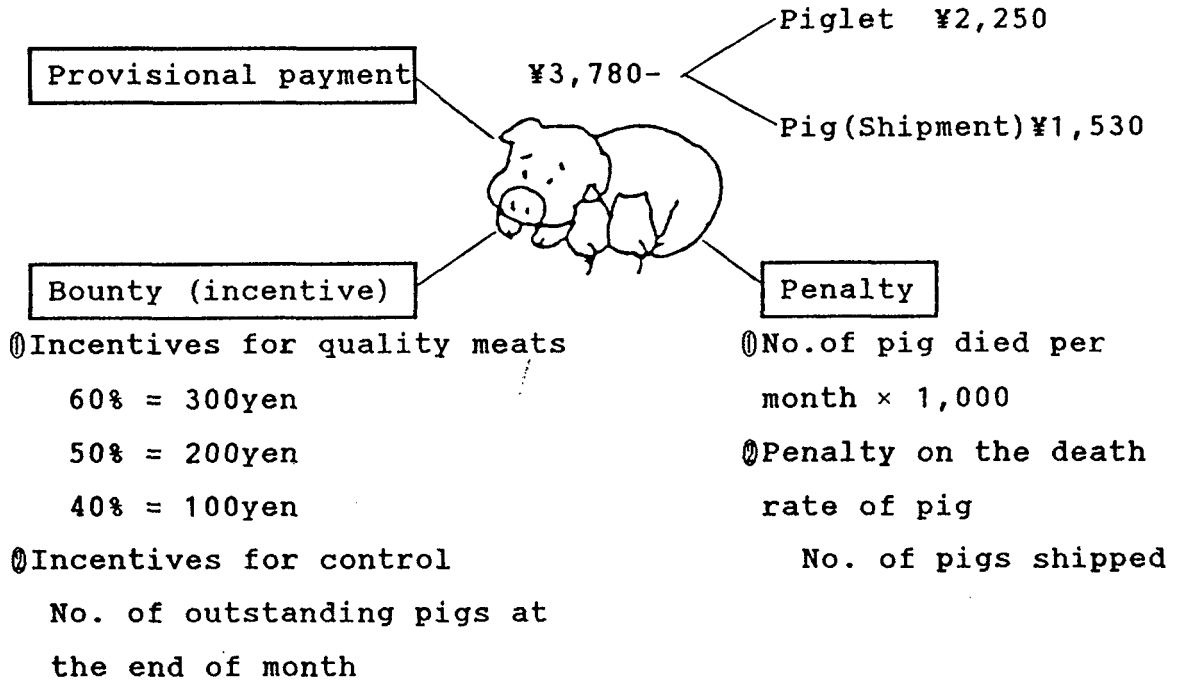 Piglet ¥2,250
Provisional payment
¥3,780-
Pig(Shipment)¥1,530
Bounty (incentive)
①Incentives for quality meats
60% = 300yen
50% = 200yen
40% = 100yen
②Incentives for control
No. of outstanding pigs at
the end of month
Penalty
①No.of pig died per
month × 1,000
②Penalty on the death
rate of pig
No. of pigs shipped